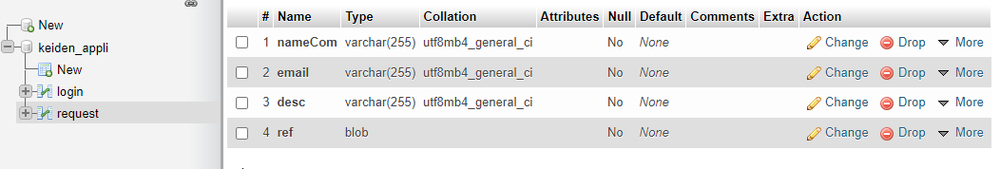 New
keiden_appli
New
login
request
# Name Type Collation Attributes Null Default Comments Extra Action
1 nameCom varchar(255) utf8mb4_general_ci No None Change Drop More
2 email varchar(255) utf8mb4_general_ci No None Change Drop More
3 desc varchar(255) utf8mb4_general_ci No None Change Drop More
4 ref blob No None Change Drop More